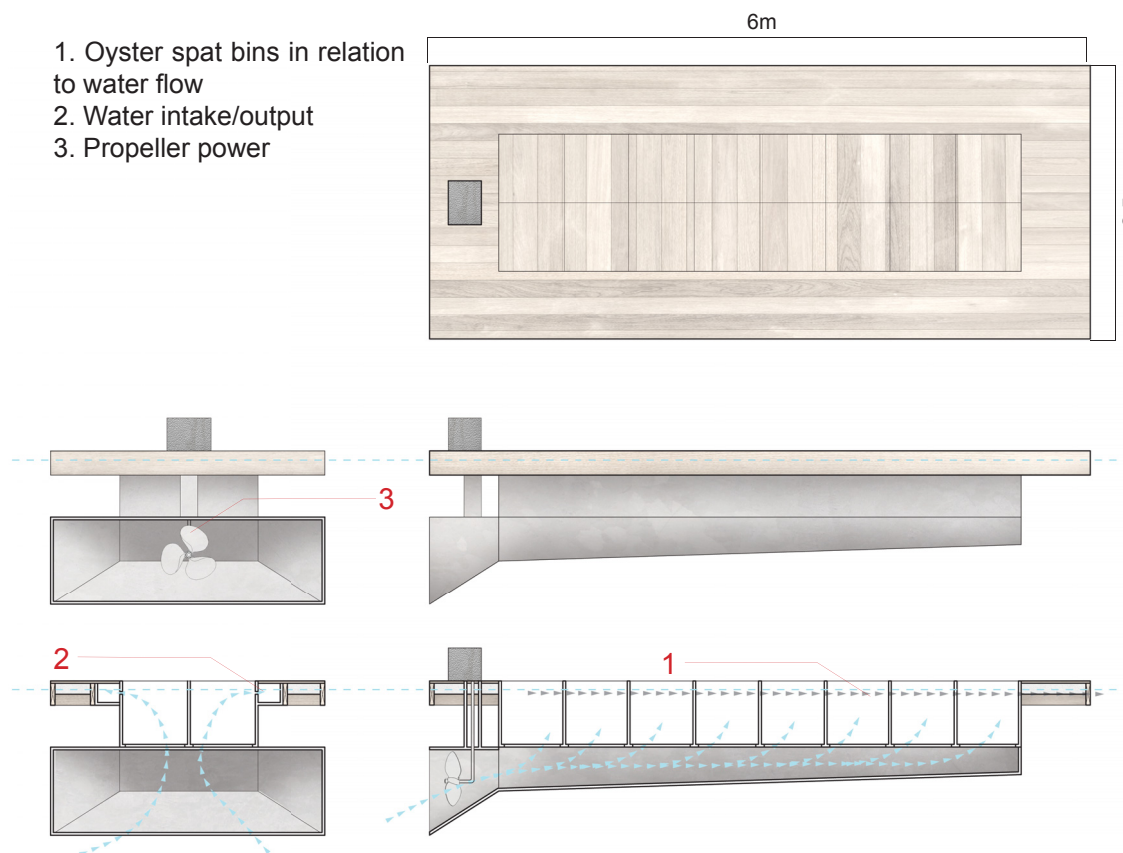 6m
1. Oyster spat bins in relation
to water flow
2. Water intake/output
3. Propeller power
3
2
1